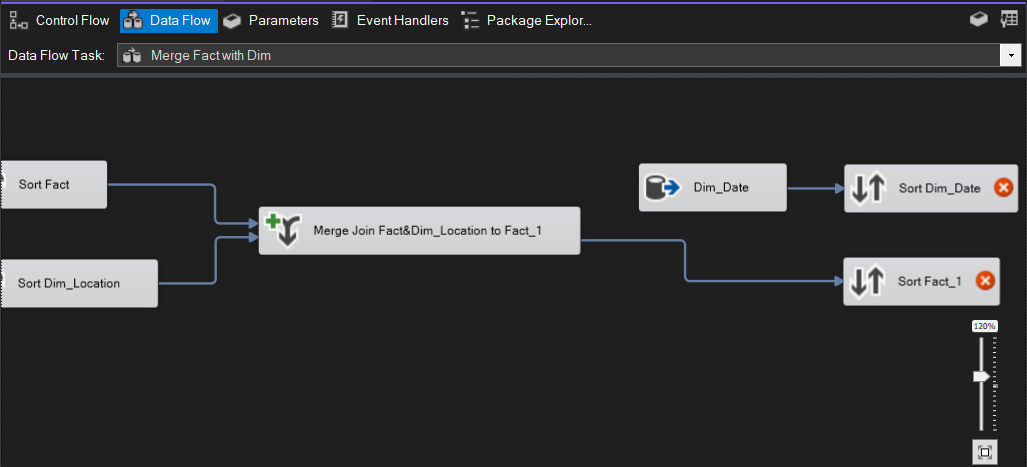 Control Flow Data Flow Parameters Event Handlers Package Explor...
Data Flow Task: Merge Fact with Dim
Sort Fact
Dim_Date
Sort Dim_Date
Merge Join Fact&Dim_Location to Fact_1
Sort Dim_Location
Sort Fact_1
120%